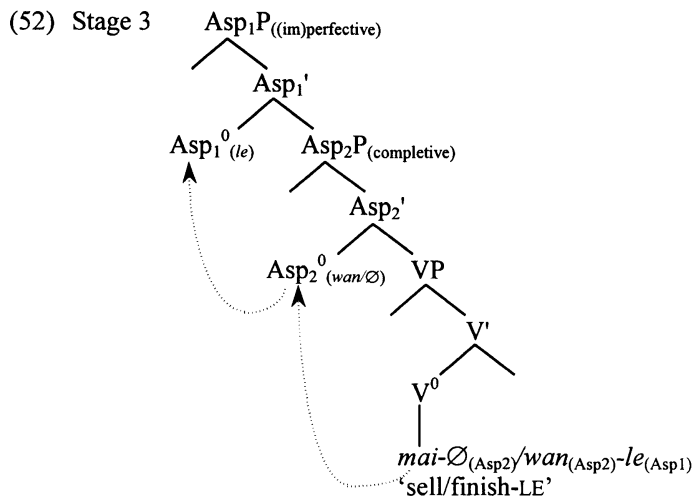 (52) Stage 3 Asp₁P((im)perfective)
Asp₁'
Asp₁⁰(le) Asp₂P(completive)
Asp₂'
Asp₂⁰(wan/∅) VP
V'
V⁰
mai-∅(Asp2)/wan(Asp2)-le(Asp1)
‘sell/finish-LE’